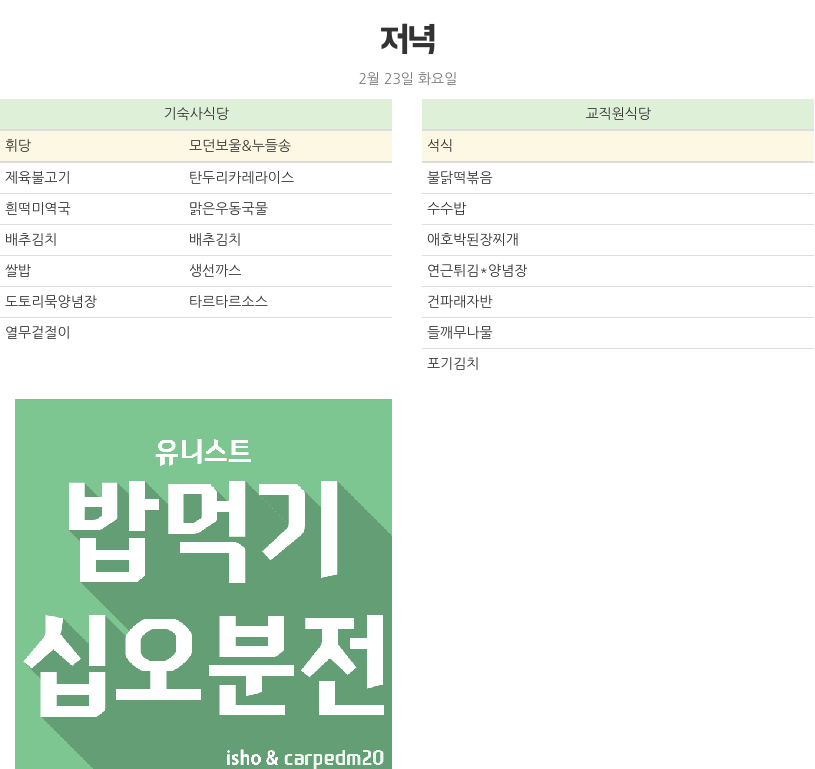 저녁
2월 23일 화요일
기숙사식당
휘당 모던보울&누들송
제육불고기 탄두리카레라이스
흰떡미역국 맑은우동국물
배추김치 배추김치
쌀밥 생선까스
도토리묵양념장 타르타르소스
열무겉절이
교직원식당
석식
불닭떡볶음
수수밥
애호박된장찌개
연근튀김*양념장
건파래자반
들깨무나물
포기김치
유니스트
밥먹기
십오분전
isho & carpedm20